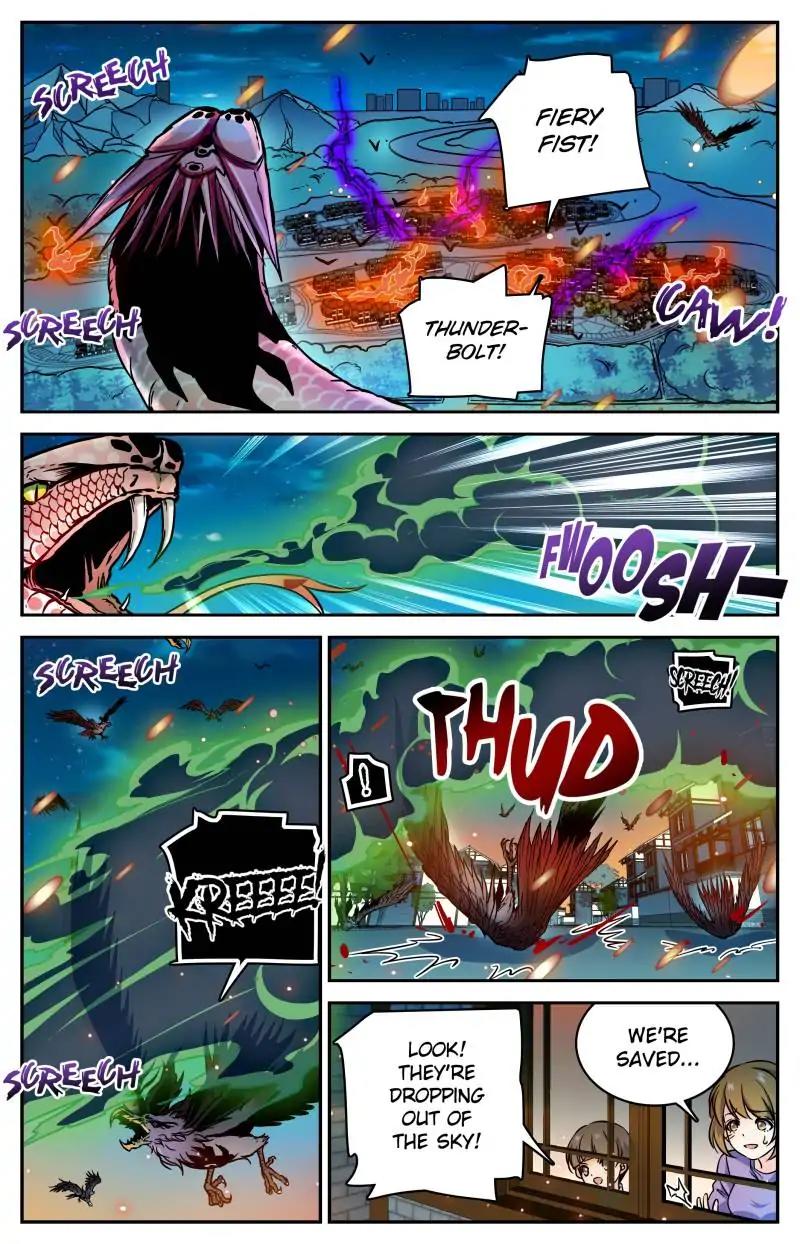 SCREECH
FIERY
FIST!
SCREECH
SCREECH
THUNDER-
BOLT!
CAW!
FWOOSH-
SCREECH
KREEEE!
SCREECH
THUD
SCREECH!
!
LOOK!
THEY'RE
DROPPING
OUT OF
THE SKY!
WE'RE
SAVED...